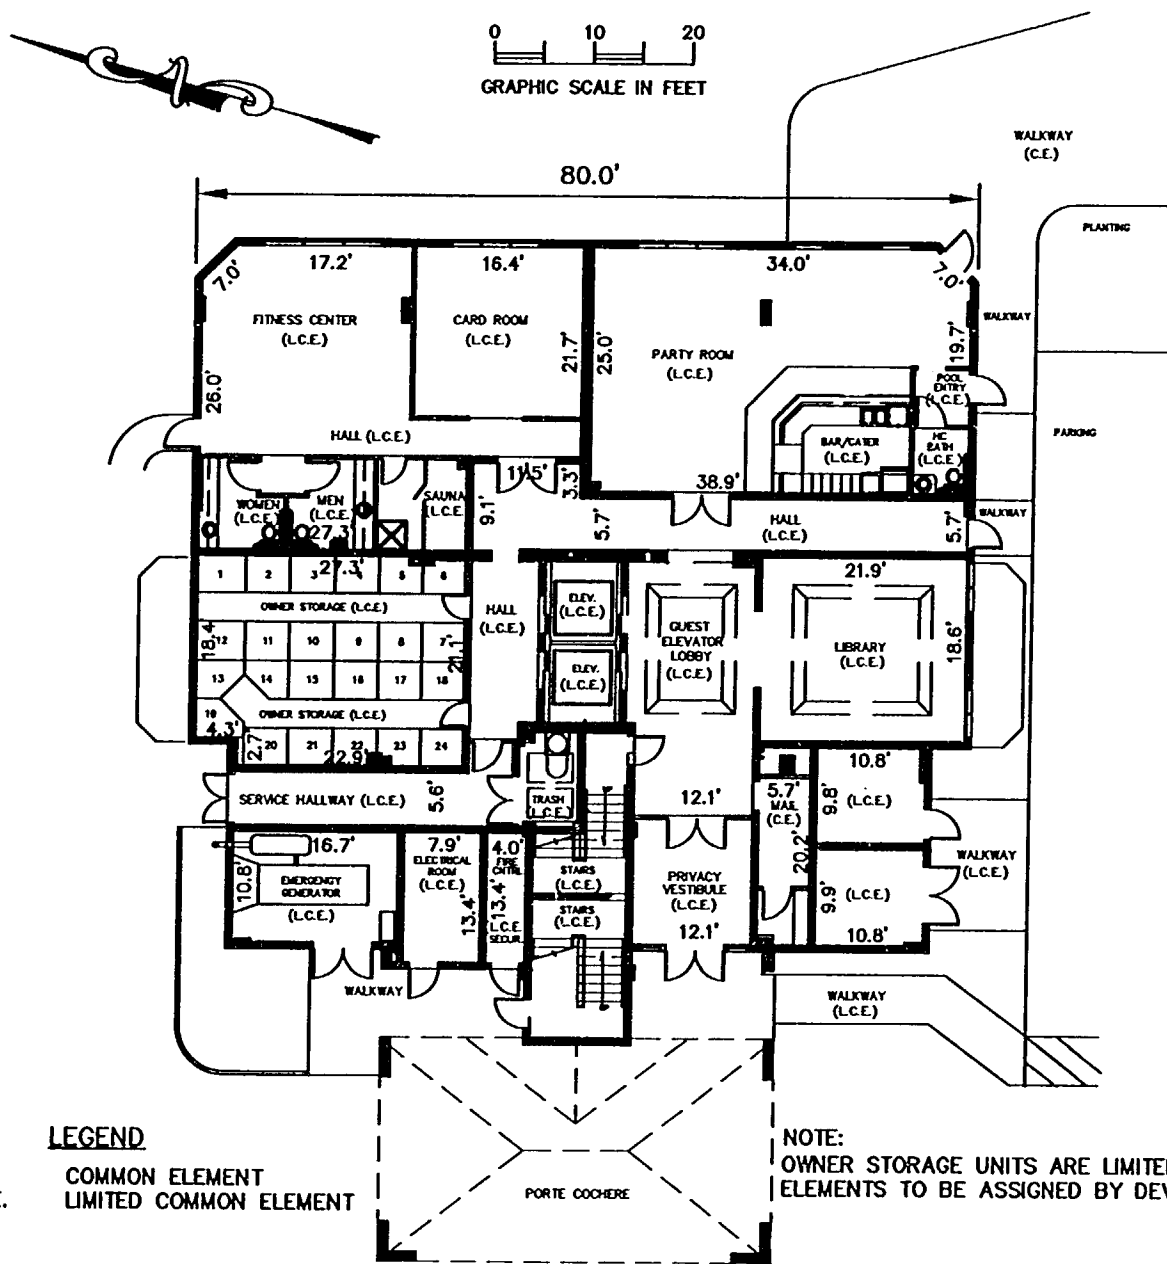 0 10 20
GRAPHIC SCALE IN FEET
WALKWAY
(C.E.)
80.0'
PLANTING
7.0'
17.2'
16.4'
34.0'
7.0'
FITNESS CENTER
(L.C.E.)
CARD ROOM
(L.C.E.)
WALKWAY
21.7'
25.0'
PARTY ROOM
(L.C.E.)
19.7'
26.0'
POOL
ENTRY
(L.C.E.)
HALL (L.C.E.)
BAR/CATER
(L.C.E.)
HC
BATH
(L.C.E.)
PARKING
11.5'
3.3'
38.9'
WOMEN
(L.C.E.)
MEN
(L.C.E.)
27.3'
SAUNA
(L.C.E.
9.1'
5.7'
HALL
(L.C.E.)
5.7'
WALKWAY
27.3'
1 2 3 4 5 6
OWNER STORAGE (L.C.E.)
18.4'
12 11 10 9 8 7
21.1'
13 14 15 16 17 18
19
OWNER STORAGE (L.C.E.)
4.3'
2.7'
20 21 22 23 24
22.9'
HALL
(L.C.E.)
ELEV.
(L.C.E.)
ELEV.
(L.C.E.)
GUEST
ELEVATOR
LOBBY
(L.C.E.)
21.9'
LIBRARY
(L.C.E.)
18.6'
SERVICE HALLWAY (L.C.E.)
5.6'
TRASH
(L.C.E.)
12.1'
5.7'
MAIL
(C.E.)
20.2'
10.8'
9.8'
(L.C.E.)
16.7'
10.8'
EMERGENCY
GENERATOR
(L.C.E.)
7.9'
ELECTRICAL
ROOM
(L.C.E.)
13.4'
4.0'
FIRE
CNTRL
13.4'
L.C.E.
SECUR.
STAIRS
(L.C.E.)
STAIRS
(L.C.E.)
PRIVACY
VESTIBULE
(L.C.E.)
12.1'
9.9'
(L.C.E.)
10.8'
WALKWAY
(L.C.E.)
WALKWAY
WALKWAY
(L.C.E.)
LEGEND
COMMON ELEMENT
E. LIMITED COMMON ELEMENT
PORTE COCHERE
NOTE:
OWNER STORAGE UNITS ARE LIMITE
ELEMENTS TO BE ASSIGNED BY DEV